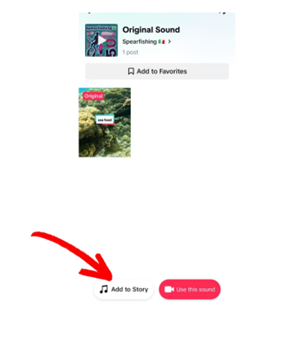 Original Sound
Spearfishing
1 post
Add to Favorites
Original
sea food
Add to Story
Use this sound